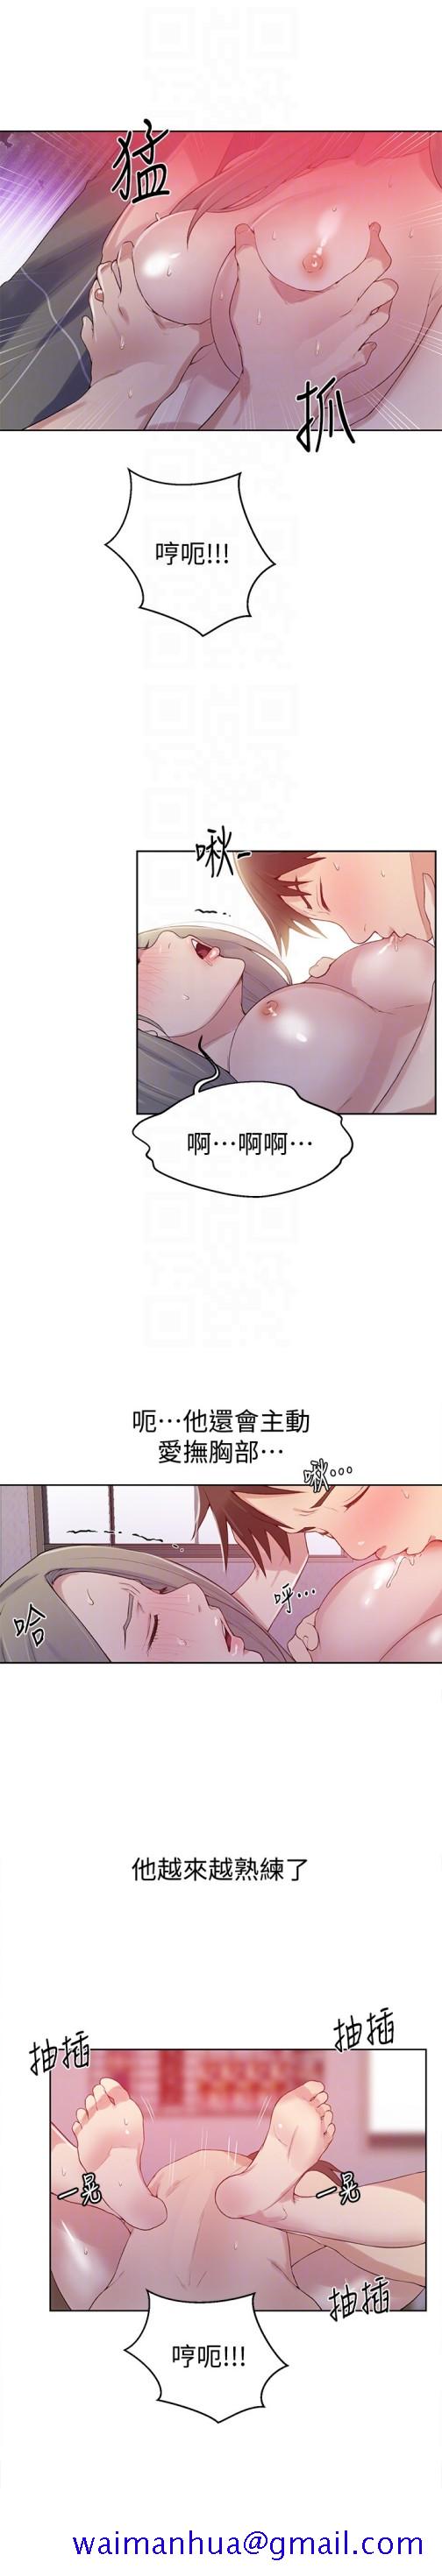 猛
抓
哼呃!!!
啾-
啊⋯啊啊⋯
呃⋯他還會主動
愛撫胸部⋯
啾⋯
呼⋯
哈
他越來越熟練了
抽插
抽插
一晃
一晃
抽插
哼呃!!!
waimanhua@gmail.com